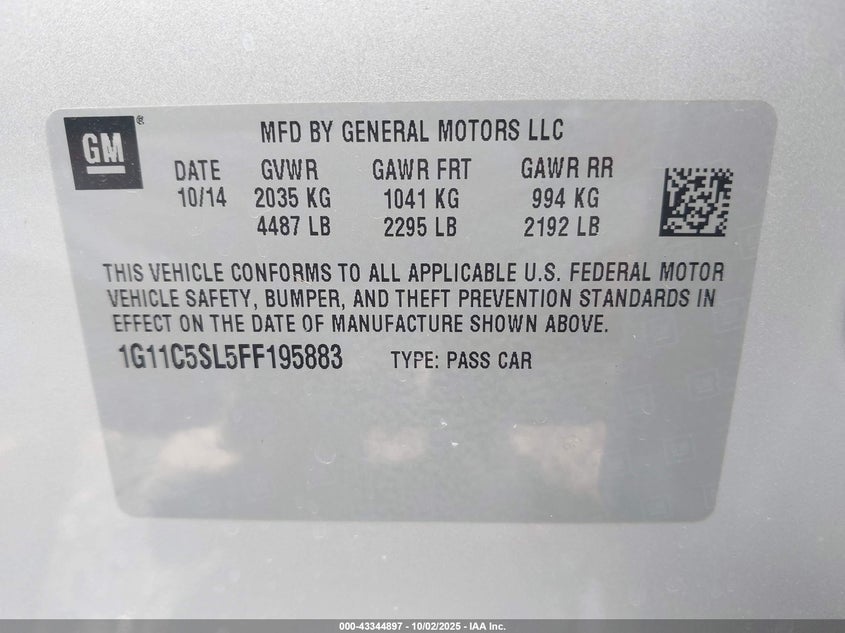 GM®
MFD BY GENERAL MOTORS LLC
DATE GVWR GAWR FRT GAWR RR
10/14 2035 KG 1041 KG 994 KG
4487 LB 2295 LB 2192 LB
THIS VEHICLE CONFORMS TO ALL APPLICABLE U.S. FEDERAL MOTOR
VEHICLE SAFETY, BUMPER, AND THEFT PREVENTION STANDARDS IN
EFFECT ON THE DATE OF MANUFACTURE SHOWN ABOVE.
1G11C5SL5FF195883 TYPE: PASS CAR
000-43344897 - 10/02/2025 - IAA Inc.